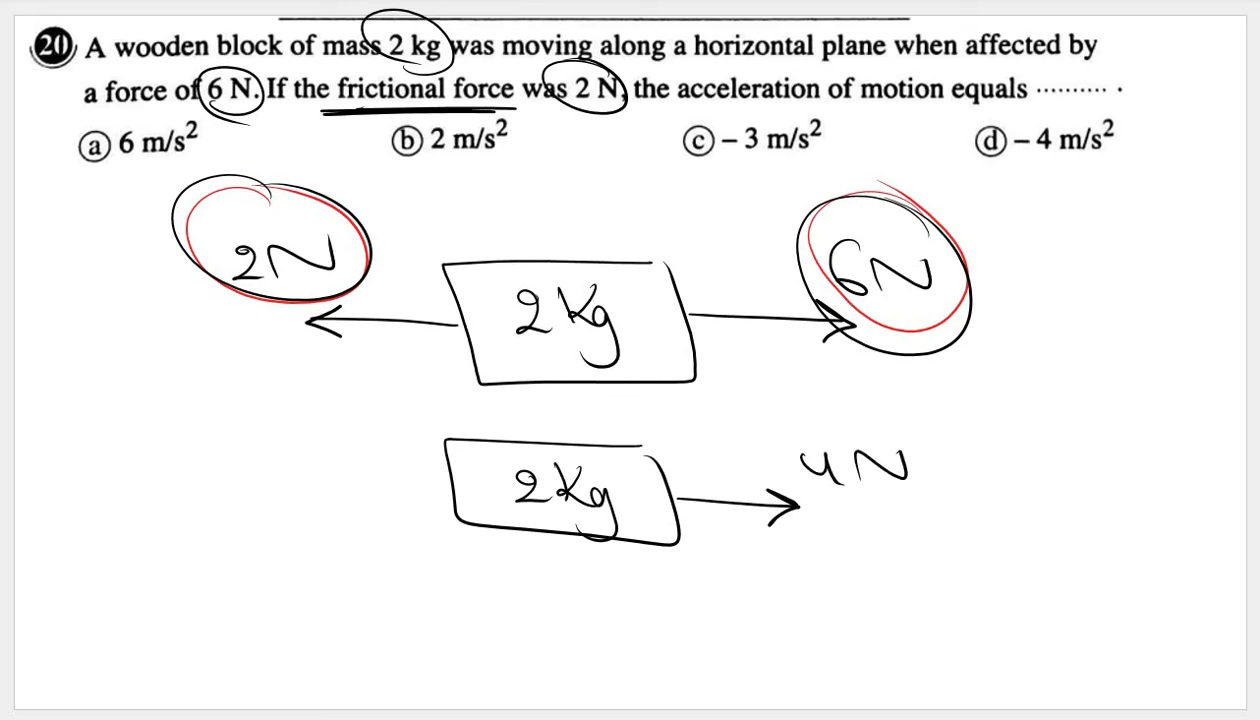 20 A wooden block of mass 2 kg was moving along a horizontal plane when affected by
a force of 6 N. If the frictional force was 2 N, the acceleration of motion equals .......... .
ⓐ 6 m/s² ⓑ 2 m/s² ⓒ – 3 m/s² ⓓ – 4 m/s²
2N 6N
2Kg
4N
2Kg